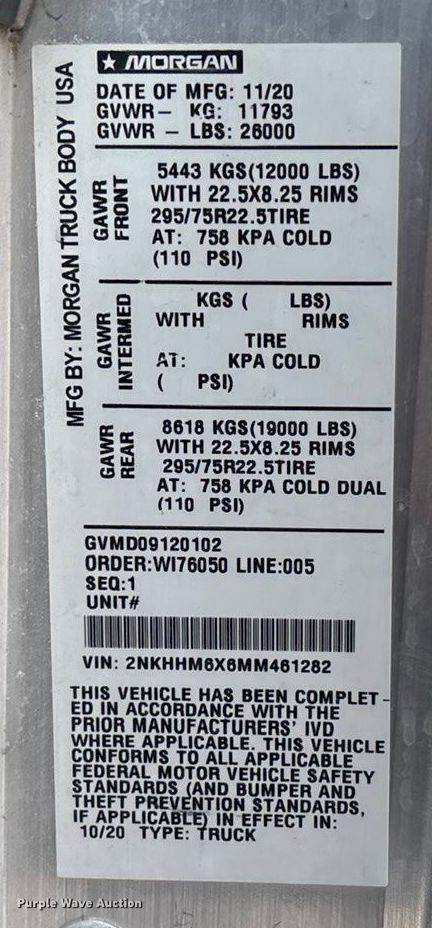 ★ MORGAN
DATE OF MFG: 11/20
GVWR- KG: 11793
GVWR - LBS: 26000
MFG BY: MORGAN TRUCK BODY USA
GAWR
FRONT
5443 KGS(12000 LBS)
WITH 22.5X8.25 RIMS
295/75R22.5TIRE
AT: 758 KPA COLD
(110 PSI)
GAWR
INTERMED
KGS ( LBS)
WITH RIMS
TIRE
AT: KPA COLD
( PSI)
GAWR
REAR
8618 KGS(19000 LBS)
WITH 22.5X8.25 RIMS
295/75R22.5TIRE
AT: 758 KPA COLD DUAL
(110 PSI)
GVMD09120102
ORDER:WI76050 LINE:005
SEQ:1
UNIT#
VIN: 2NKHHM6X6MM461282
THIS VEHICLE HAS BEEN COMPLET-
ED IN ACCORDANCE WITH THE
PRIOR MANUFACTURERS' IVD
WHERE APPLICABLE. THIS VEHICLE
CONFORMS TO ALL APPLICABLE
FEDERAL MOTOR VEHICLE SAFETY
STANDARDS (AND BUMPER AND
THEFT PREVENTION STANDARDS,
IF APPLICABLE) IN EFFECT IN:
10/20 TYPE: TRUCK
Purple Wave Auction